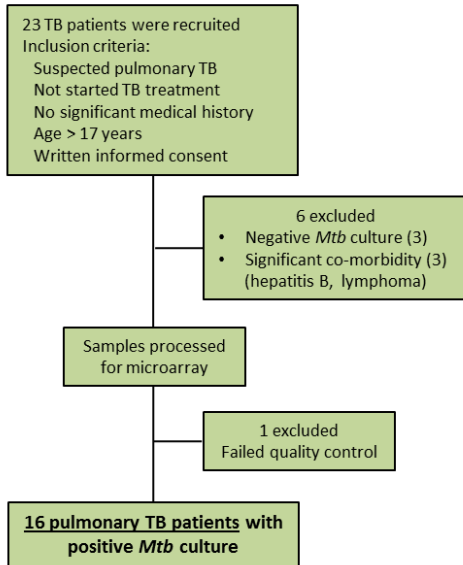 23 TB patients were recruited
Inclusion criteria:
Suspected pulmonary TB
Not started TB treatment
No significant medical history
Age > 17 years
Written informed consent
6 excluded
• Negative Mtb culture (3)
• Significant co-morbidity (3)
(hepatitis B, lymphoma)
Samples processed
for microarray
1 excluded
Failed quality control
16 pulmonary TB patients with
positive Mtb culture